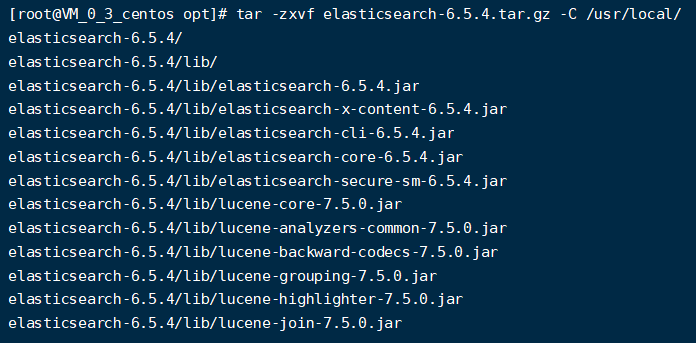 [root@VM_0_3_centos opt]# tar -zxvf elasticsearch-6.5.4.tar.gz -C /usr/local/
elasticsearch-6.5.4/
elasticsearch-6.5.4/lib/
elasticsearch-6.5.4/lib/elasticsearch-6.5.4.jar
elasticsearch-6.5.4/lib/elasticsearch-x-content-6.5.4.jar
elasticsearch-6.5.4/lib/elasticsearch-cli-6.5.4.jar
elasticsearch-6.5.4/lib/elasticsearch-core-6.5.4.jar
elasticsearch-6.5.4/lib/elasticsearch-secure-sm-6.5.4.jar
elasticsearch-6.5.4/lib/lucene-core-7.5.0.jar
elasticsearch-6.5.4/lib/lucene-analyzers-common-7.5.0.jar
elasticsearch-6.5.4/lib/lucene-backward-codecs-7.5.0.jar
elasticsearch-6.5.4/lib/lucene-grouping-7.5.0.jar
elasticsearch-6.5.4/lib/lucene-highlighter-7.5.0.jar
elasticsearch-6.5.4/lib/lucene-join-7.5.0.jar